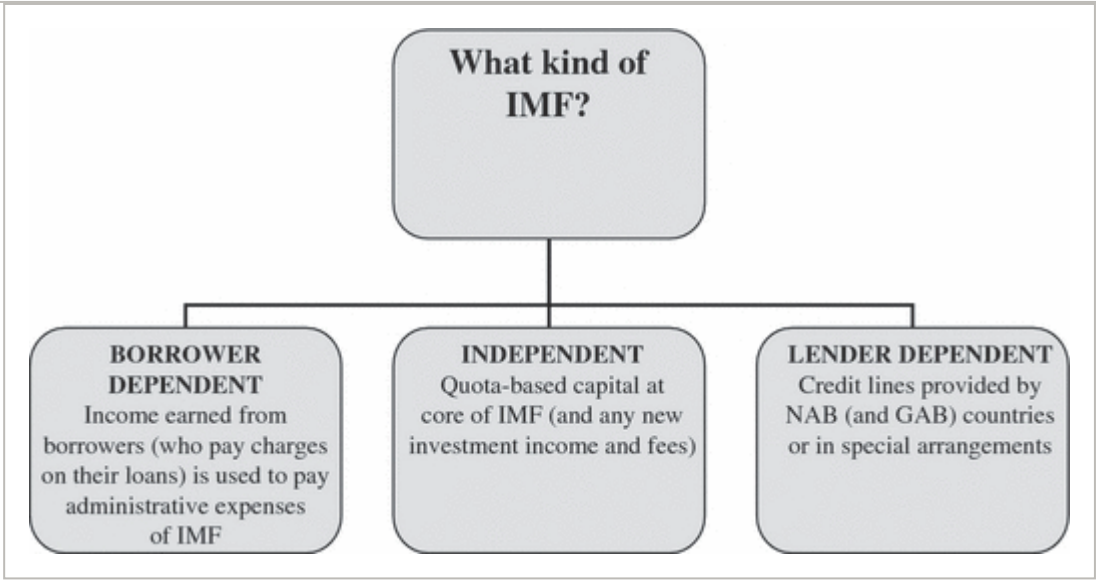 What kind of
IMF?
BORROWER
DEPENDENT
Income earned from
borrowers (who pay charges
on their loans) is used to pay
administrative expenses
of IMF
INDEPENDENT
Quota-based capital at
core of IMF (and any new
investment income and fees)
LENDER DEPENDENT
Credit lines provided by
NAB (and GAB) countries
or in special arrangements